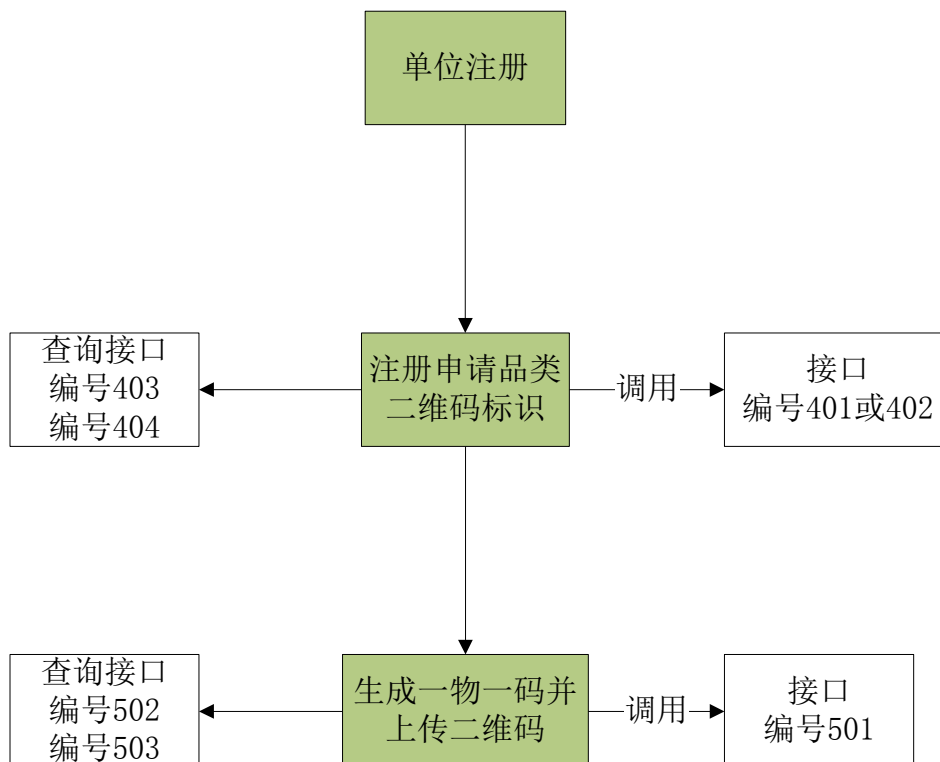 单位注册
查询接口
编号403
编号404
注册申请品类
二维码标识
调用
接口
编号401或402
查询接口
编号502
编号503
生成一物一码并
上传二维码
调用
接口
编号501